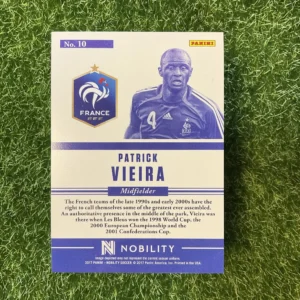 No. 10
PANINI
FRANCE
4
PATRICK
VIEIRA
Midfielder
The French teams of the late 1990s and early 2000s have the
right to call themselves some of the greatest ever assembled.
An authoritative presence in the middle of the park, Vieira was
there when Les Bleus won the 1998 World Cup, the
2000 European Championship and the
2001 Confederations Cup.
N NOBILITY